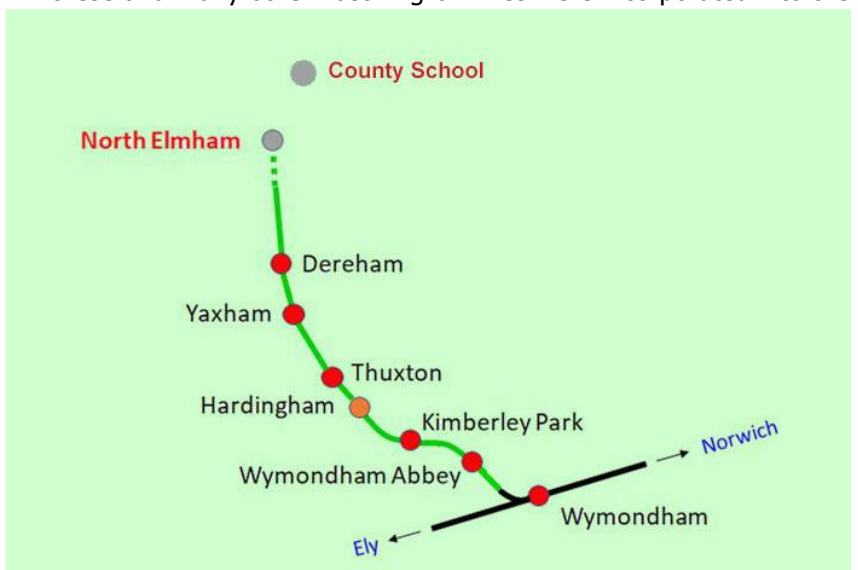 County School
North Elmham
Dereham
Yaxham
Thuxton
Hardingham
Kimberley Park
Wymondham Abbey
Norwich
Wymondham
Ely